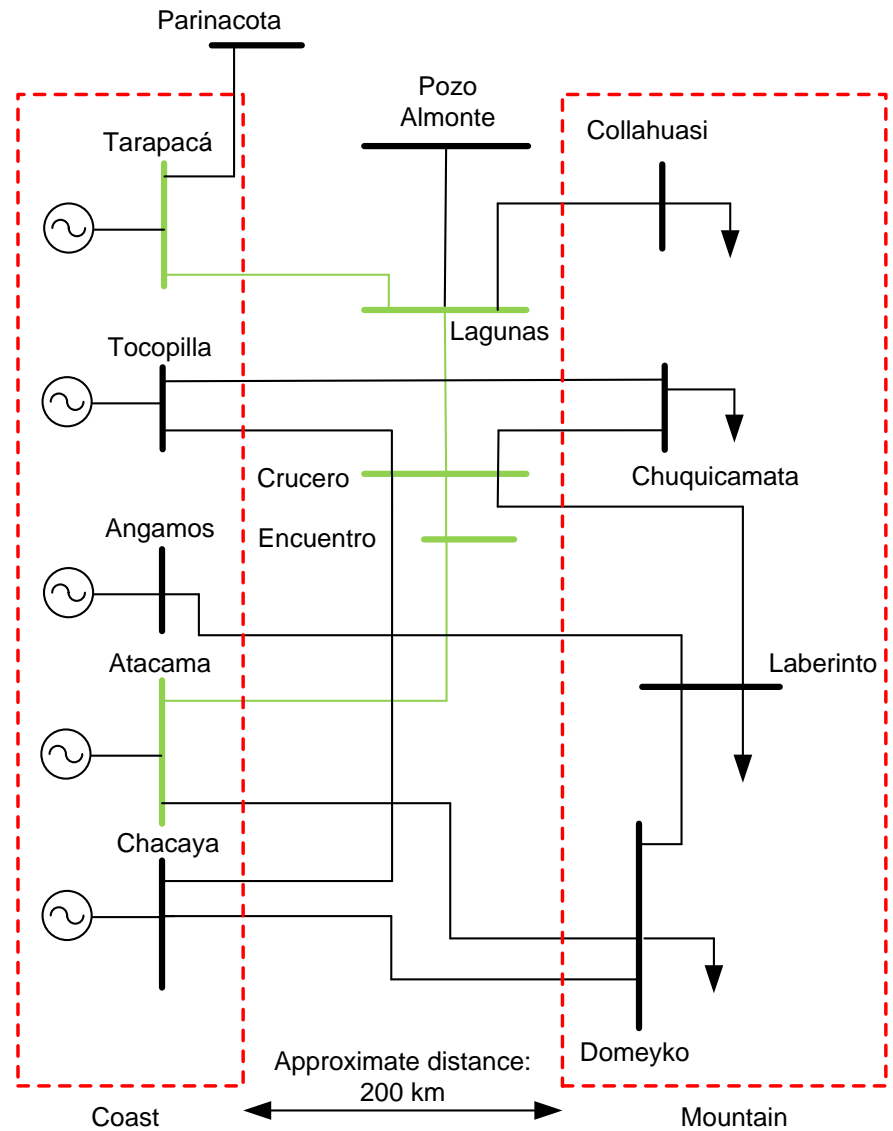 Parinacota
Pozo
Almonte
Collahuasi
Tarapacá
Lagunas
Tocopilla
Crucero
Chuquicamata
Angamos
Encuentro
Atacama
Laberinto
Chacaya
Domeyko
Approximate distance:
200 km
Coast
Mountain